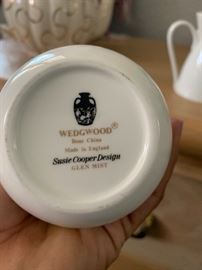 WEDGWOOD®
Bone China
Made in England
Susie Cooper Design
GLEN MIST